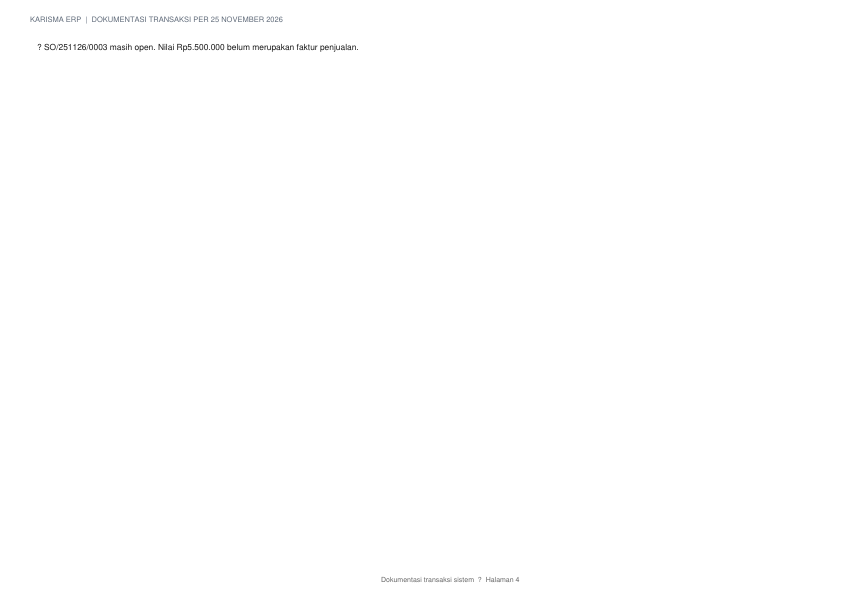 KARISMA ERP | DOKUMENTASI TRANSAKSI PER 25 NOVEMBER 2026
? SO/251126/0003 masih open. Nilai Rp5.500.000 belum merupakan faktur penjualan.
Dokumentasi transaksi sistem ? Halaman 4